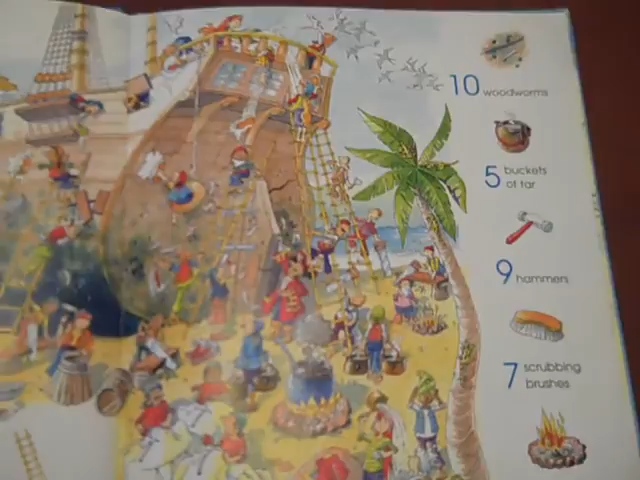 10 woodworms
5 buckets
of tar
9 hammers
7 scrubbing
brushes